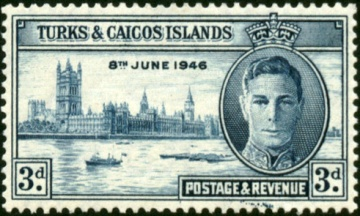 TURKS & CAICOS ISLANDS
8TH JUNE 1946
3D
POSTAGE & REVENUE
3D